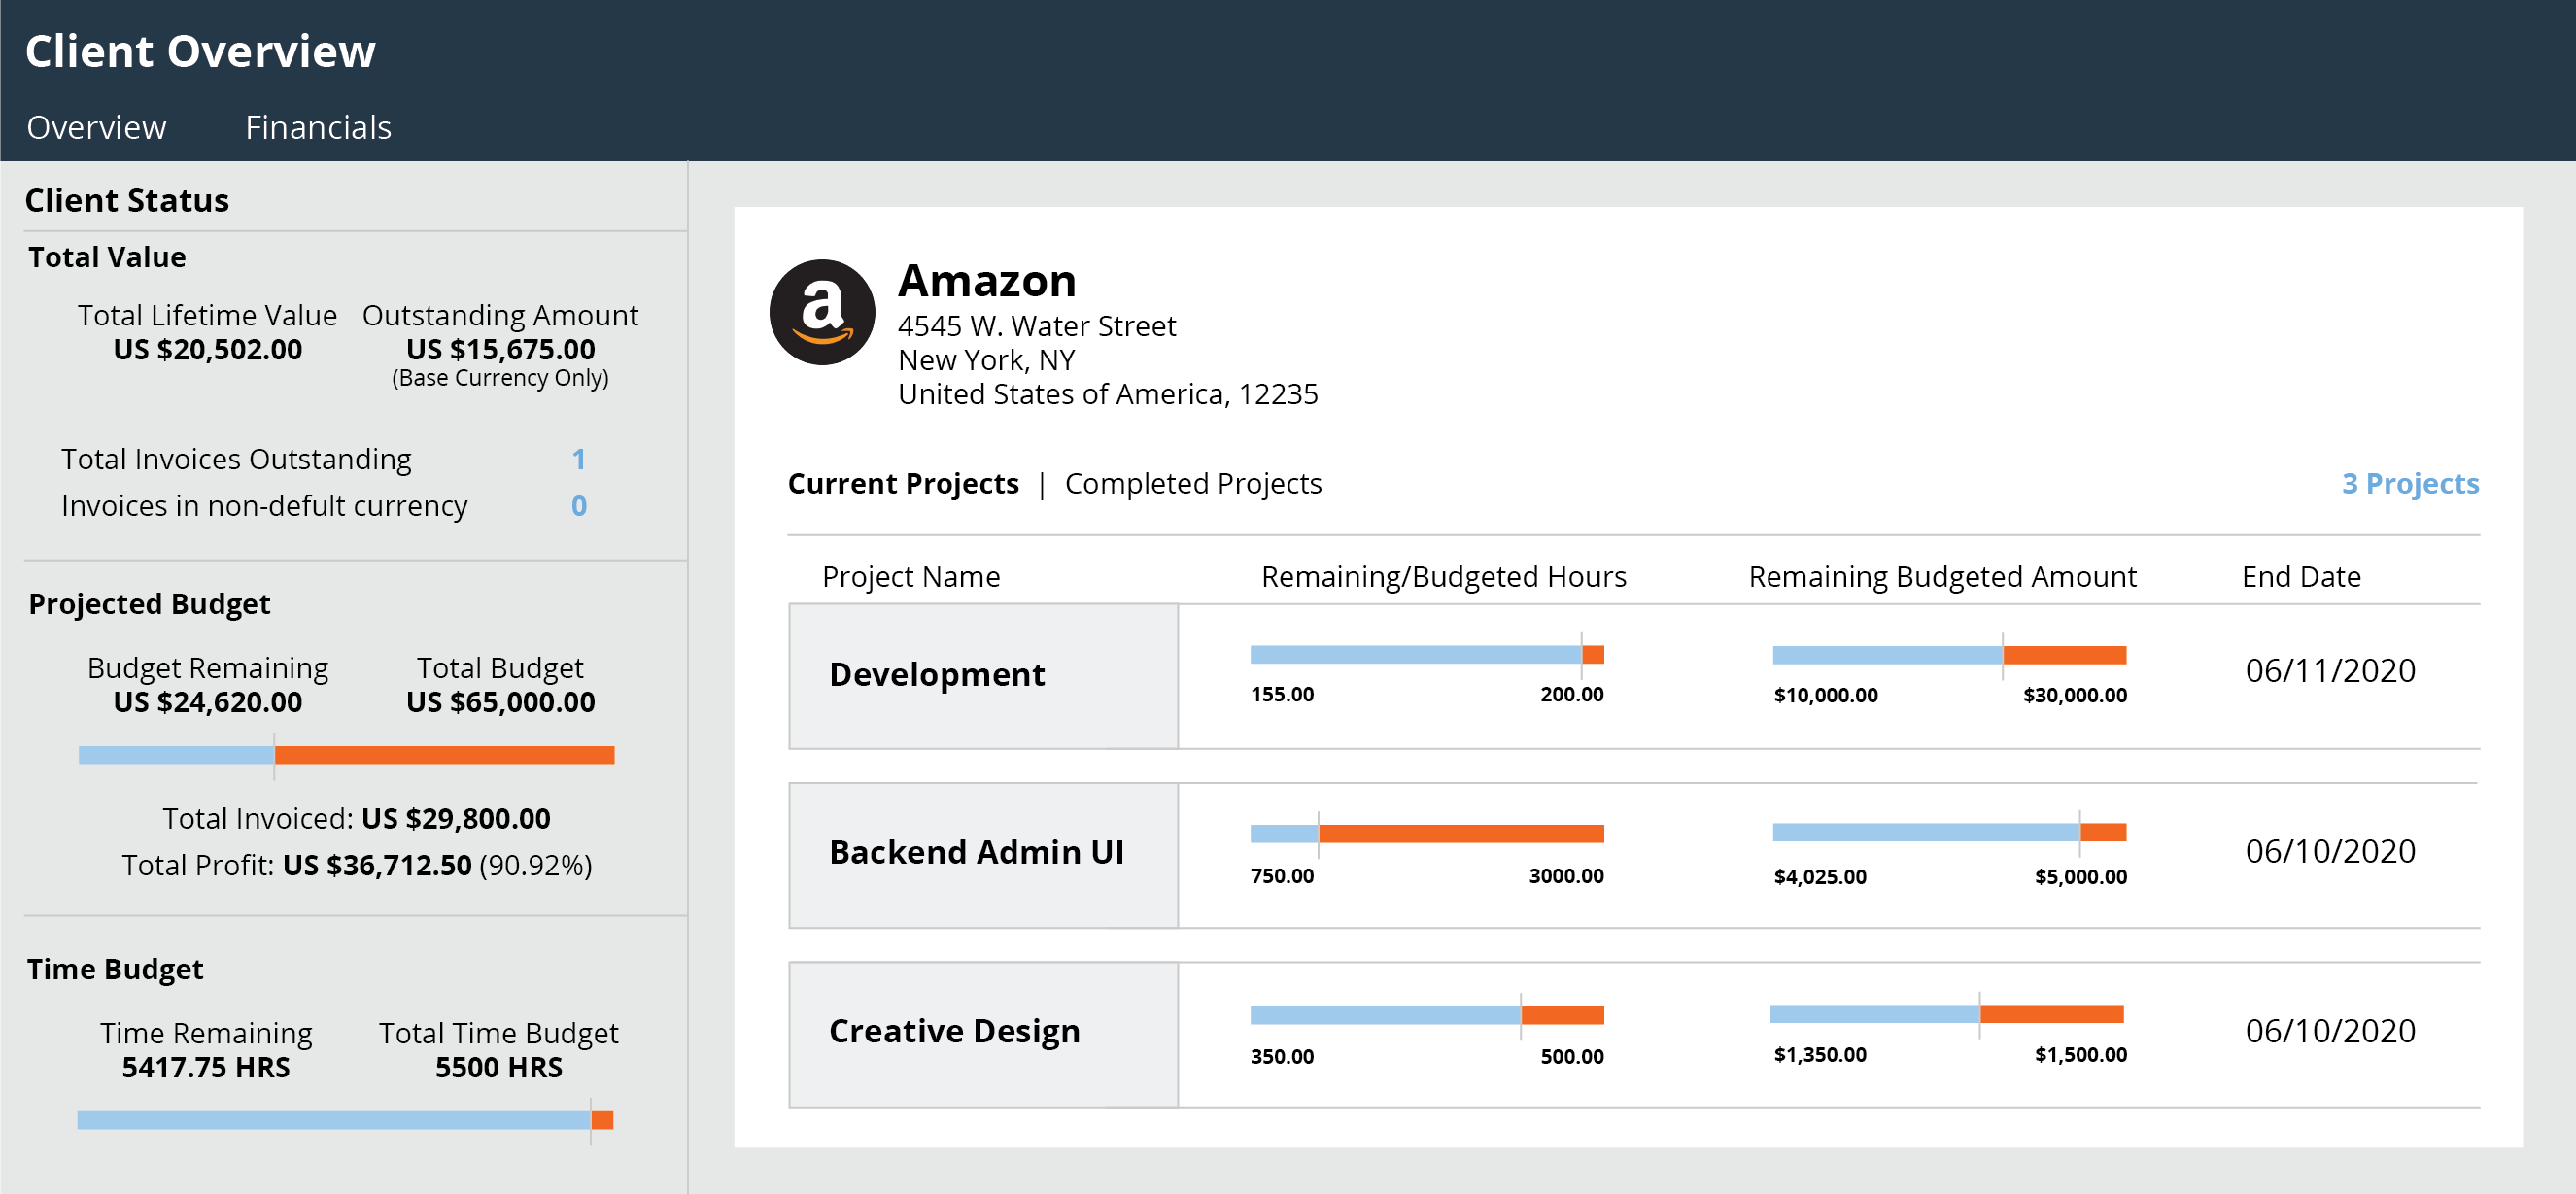 Client Overview
Overview Financials
Client Status
Total Value
Total Lifetime Value Outstanding Amount
US $20,502.00 US $15,675.00
(Base Currency Only)
Total Invoices Outstanding 1
Invoices in non-defult currency 0
Projected Budget
Budget Remaining Total Budget
US $24,620.00 US $65,000.00
Total Invoiced: US $29,800.00
Total Profit: US $36,712.50 (90.92%)
Time Budget
Time Remaining Total Time Budget
5417.75 HRS 5500 HRS
a
Amazon
4545 W. Water Street
New York, NY
United States of America, 12235
Current Projects | Completed Projects 3 Projects
Project Name Remaining/Budgeted Hours Remaining Budgeted Amount End Date
Development 06/11/2020
155.00 200.00 $10,000.00 $30,000.00
Backend Admin UI 06/10/2020
750.00 3000.00 $4,025.00 $5,000.00
Creative Design 06/10/2020
350.00 500.00 $1,350.00 $1,500.00